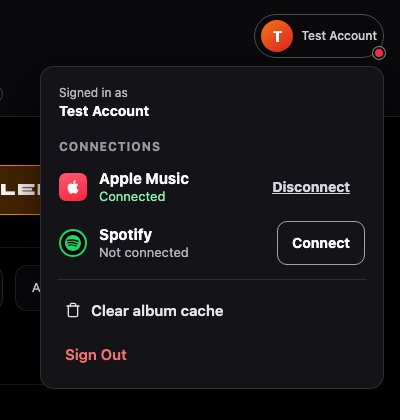 T
Test Account
Signed in as
Test Account
CONNECTIONS
Apple Music
Connected
Disconnect
Spotify
Not connected
Connect
Clear album cache
Sign Out